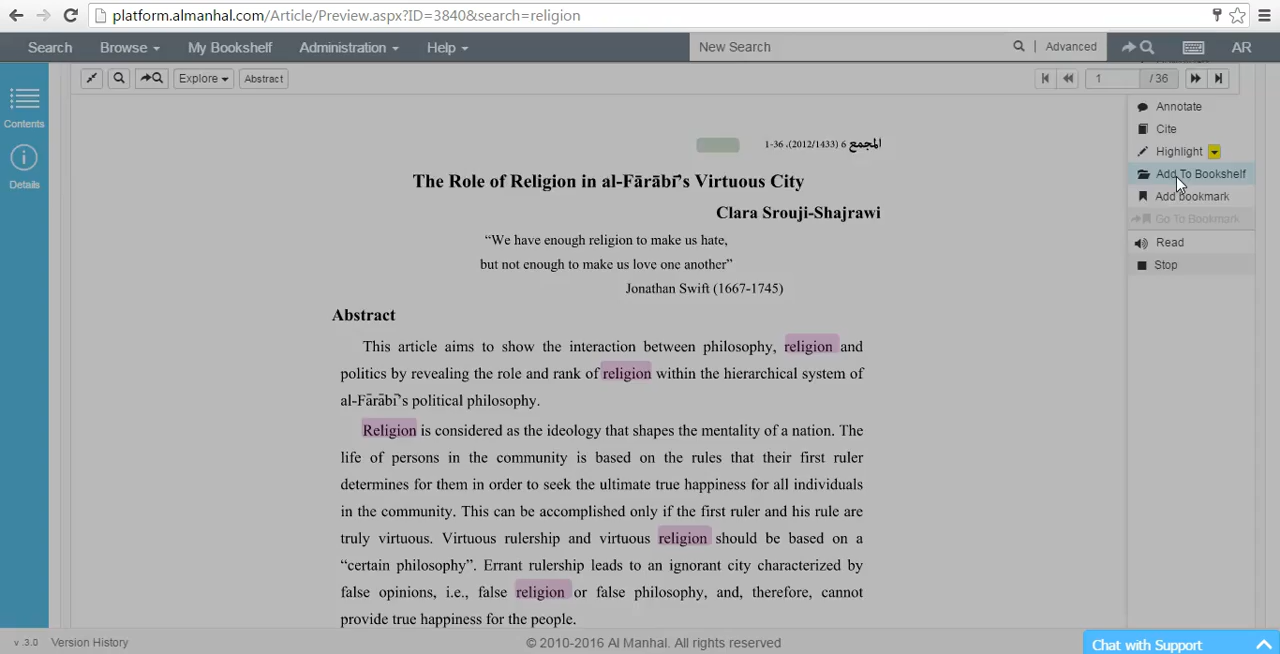 platform.almanhal.com/Article/Preview.aspx?ID=3840&search=religion
Search Browse My Bookshelf Administration Help New Search Advanced AR
Explore Abstract 1 / 36
Contents
Details
Annotate
Cite
Highlight
Add To Bookshelf
Add bookmark
Go To Bookmark
Read
Stop
المجمع 6 (2012/1433)، 36-1
The Role of Religion in al-Fārābī’s Virtuous City
Clara Srouji-Shajrawi
“We have enough religion to make us hate,
but not enough to make us love one another”
Jonathan Swift (1667-1745)
Abstract
This article aims to show the interaction between philosophy, religion and
politics by revealing the role and rank of religion within the hierarchical system of
al-Fārābī’s political philosophy.
Religion is considered as the ideology that shapes the mentality of a nation. The
life of persons in the community is based on the rules that their first ruler
determines for them in order to seek the ultimate true happiness for all individuals
in the community. This can be accomplished only if the first ruler and his rule are
truly virtuous. Virtuous rulership and virtuous religion should be based on a
“certain philosophy”. Errant rulership leads to an ignorant city characterized by
false opinions, i.e., false religion or false philosophy, and, therefore, cannot
provide true happiness for the people.
v .3.0 Version History
© 2010-2016 Al Manhal. All rights reserved
Chat with Support